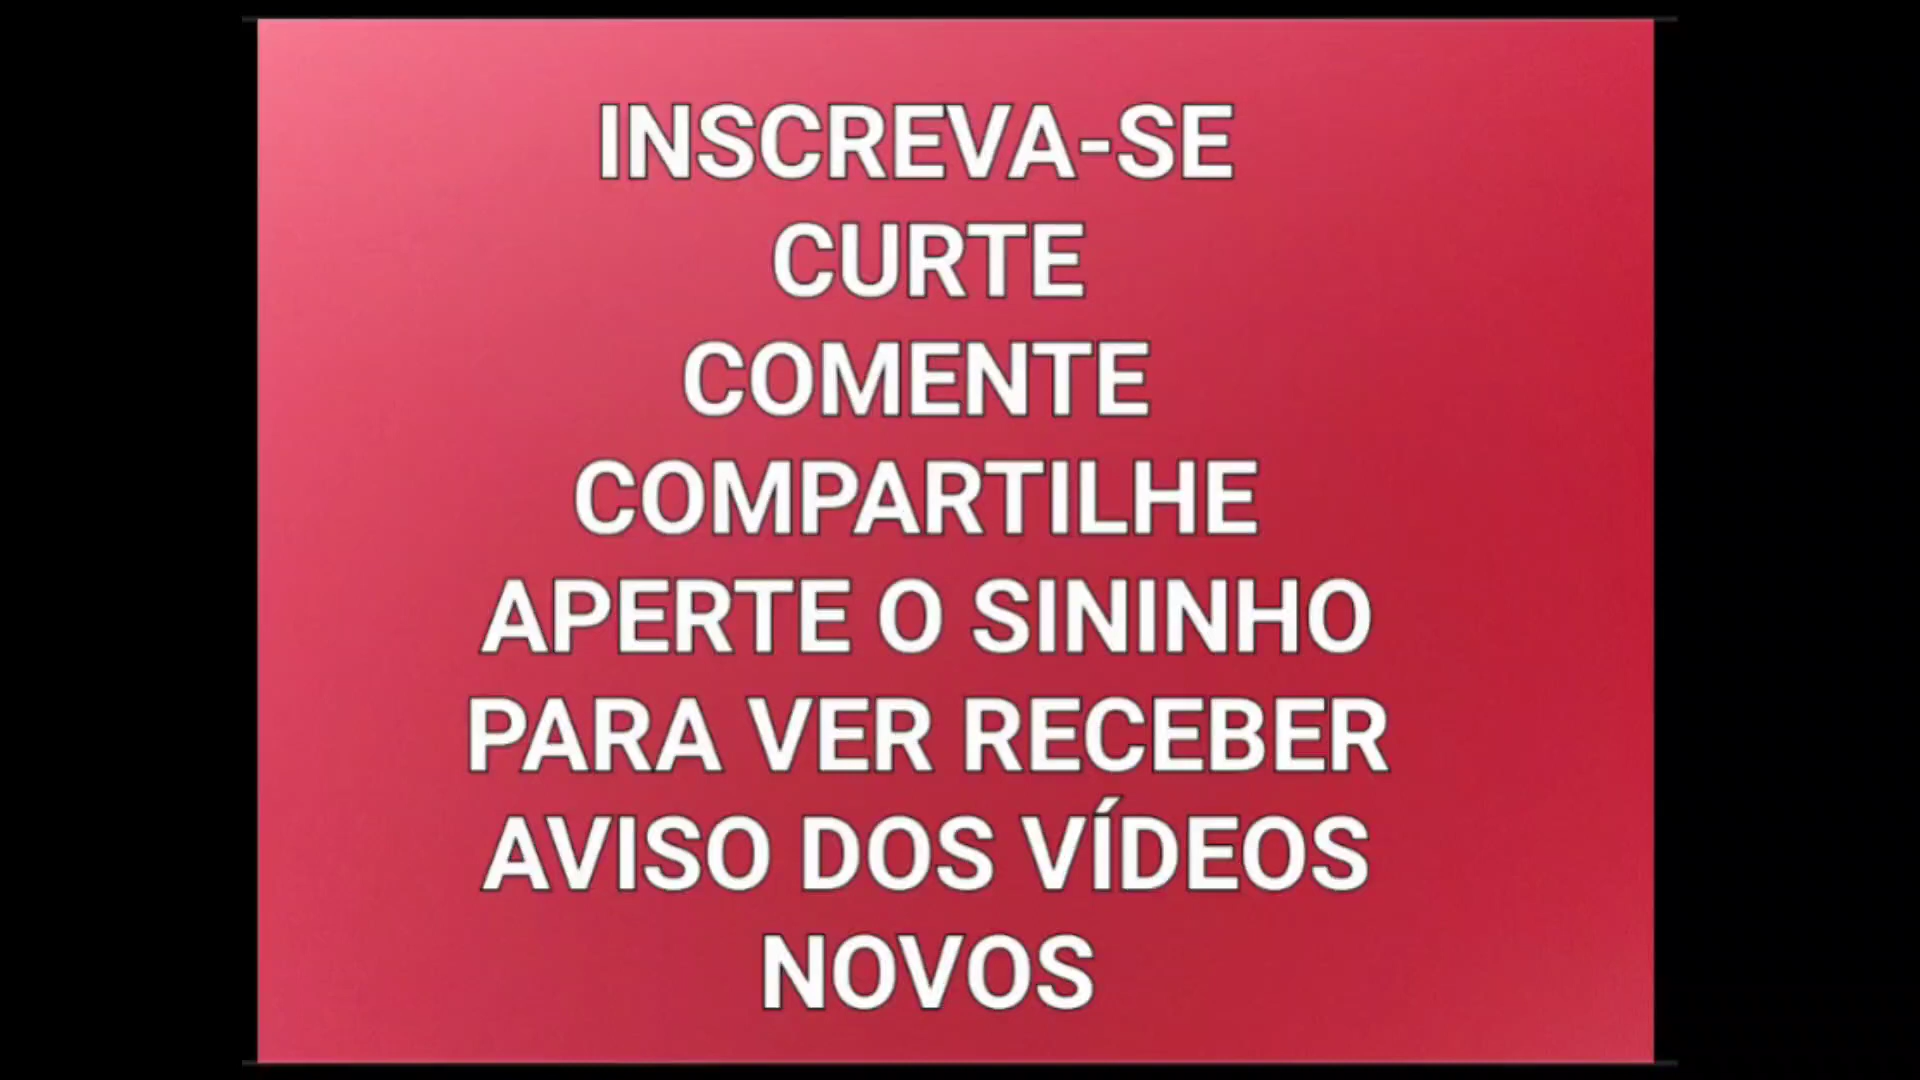 INSCREVA-SE
CURTE
COMENTE
COMPARTILHE
APERTE O SININHO
PARA VER RECEBER
AVISO DOS VÍDEOS
NOVOS